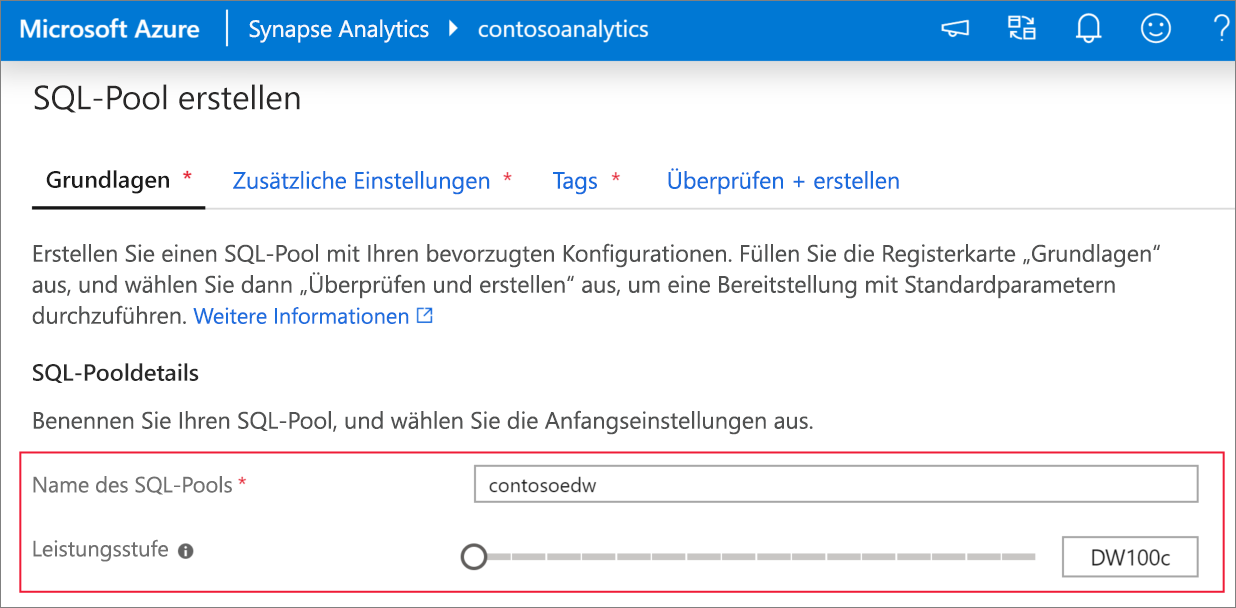 Microsoft Azure Synapse Analytics contosoanalytics ?
SQL-Pool erstellen
Grundlagen * Zusätzliche Einstellungen * Tags * Überprüfen + erstellen
Erstellen Sie einen SQL-Pool mit Ihren bevorzugten Konfigurationen. Füllen Sie die Registerkarte „Grundlagen“
aus, und wählen Sie dann „Überprüfen und erstellen“ aus, um eine Bereitstellung mit Standardparametern
durchzuführen. Weitere Informationen
SQL-Pooldetails
Benennen Sie Ihren SQL-Pool, und wählen Sie die Anfangseinstellungen aus.
Name des SQL-Pools * contosoedw
Leistungsstufe DW100c